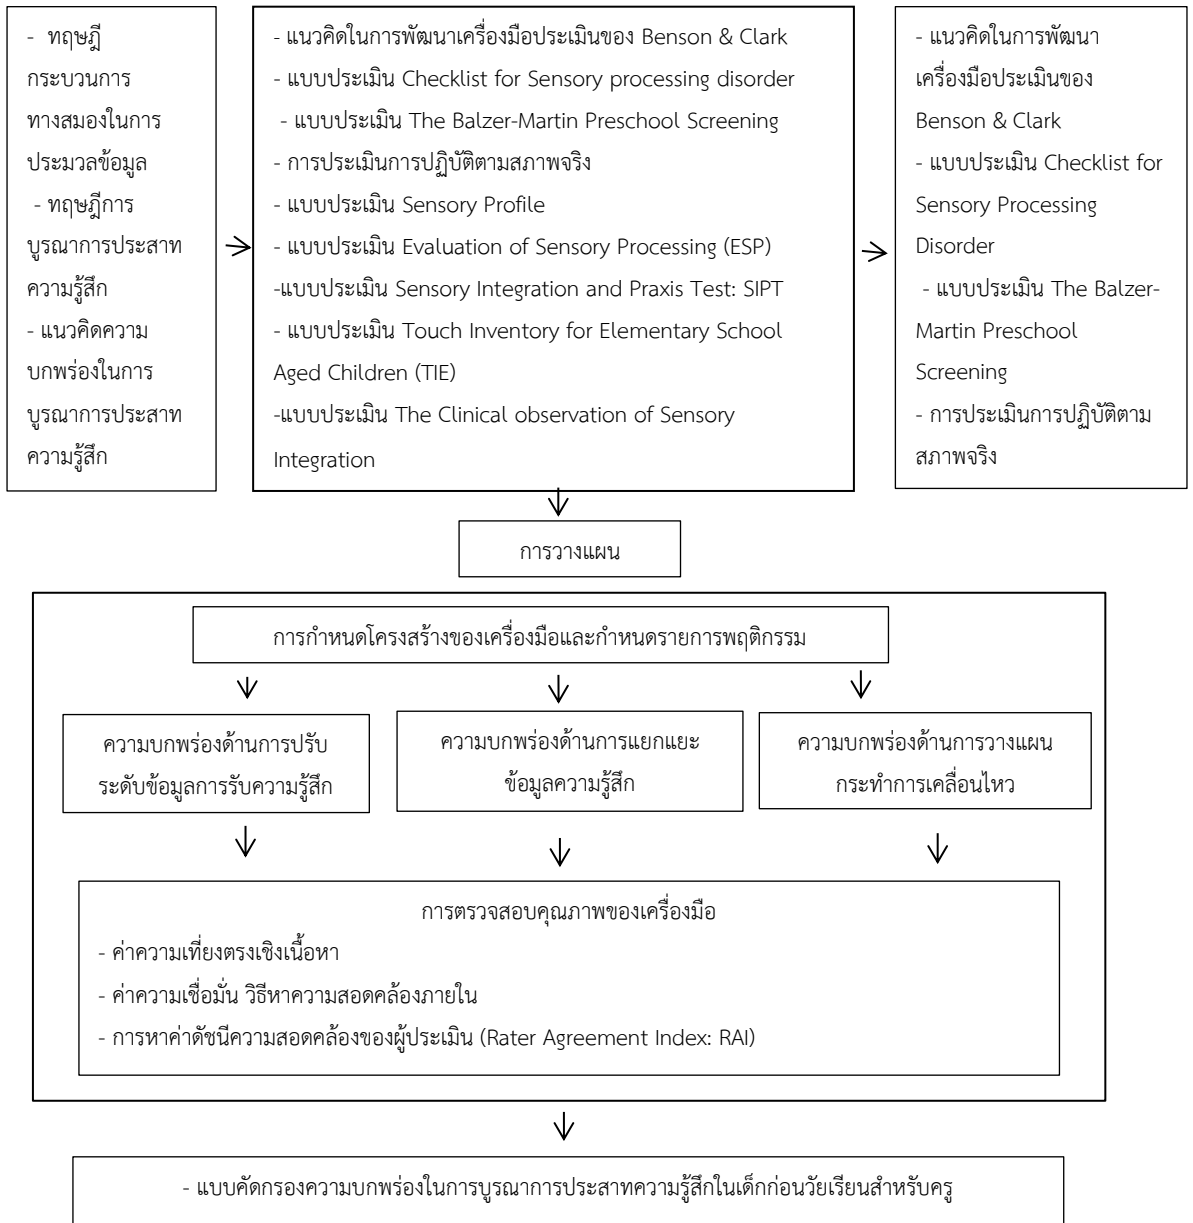 -  ทฤษฎี
กระบวนการ
ทางสมองในการ
ประมวลข้อมูล
- ทฤษฎีการ
บูรณาการประสาท
ความรู้สึก
- แนวคิดความ
บกพร่องในการ
บูรณาการประสาท
ความรู้สึก
- แนวคิดในการพัฒนาเครื่องมือประเมินของ Benson & Clark
- แบบประเมิน Checklist for Sensory processing disorder
- แบบประเมิน The Balzer-Martin Preschool Screening
- การประเมินการปฏิบัติตามสภาพจริง
- แบบประเมิน Sensory Profile
- แบบประเมิน Evaluation of Sensory Processing (ESP)
-แบบประเมิน Sensory Integration and Praxis Test: SIPT
- แบบประเมิน Touch Inventory for Elementary School
Aged Children (TIE)
-แบบประเมิน The Clinical observation of Sensory
Integration
- แนวคิดในการพัฒนา
เครื่องมือประเมินของ
Benson & Clark
- แบบประเมิน Checklist for
Sensory Processing
Disorder
- แบบประเมิน The Balzer-
Martin Preschool
Screening
- การประเมินการปฏิบัติตาม
สภาพจริง
การวางแผน
การกำหนดโครงสร้างของเครื่องมือและกำหนดรายการพฤติกรรม
ความบกพร่องด้านการปรับ
ระดับข้อมูลการรับความรู้สึก
ความบกพร่องด้านการแยกแยะ
ข้อมูลความรู้สึก
ความบกพร่องด้านการวางแผน
กระทำการเคลื่อนไหว
การตรวจสอบคุณภาพของเครื่องมือ
- ค่าความเที่ยงตรงเชิงเนื้อหา
- ค่าความเชื่อมั่น วิธีหาความสอดคล้องภายใน
- การหาค่าดัชนีความสอดคล้องของผู้ประเมิน (Rater Agreement Index: RAI)
- แบบคัดกรองความบกพร่องในการบูรณาการประสาทความรู้สึกในเด็กก่อนวัยเรียนสำหรับครู